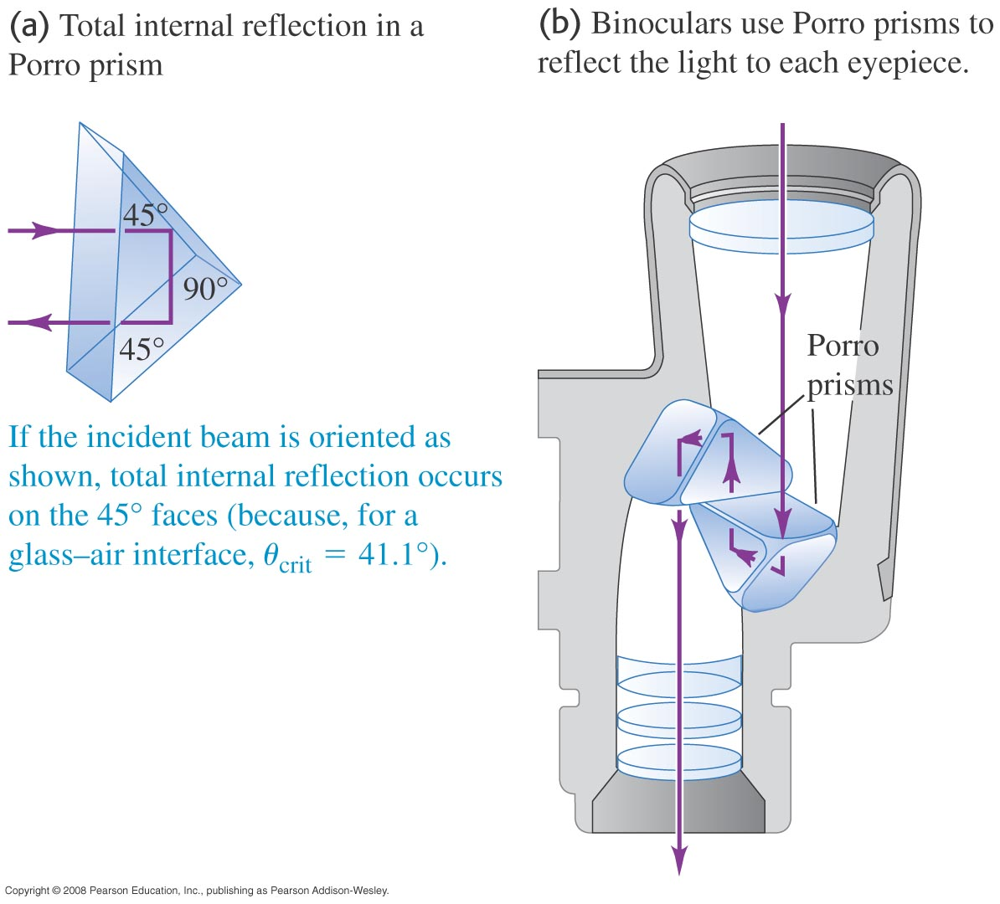 (a) Total internal reflection in a
Porro prism
45°
90°
45°
If the incident beam is oriented as
shown, total internal reflection occurs
on the 45° faces (because, for a
glass–air interface, θcrit = 41.1°).
(b) Binoculars use Porro prisms to
reflect the light to each eyepiece.
Porro
prisms
Copyright © 2008 Pearson Education, Inc., publishing as Pearson Addison-Wesley.